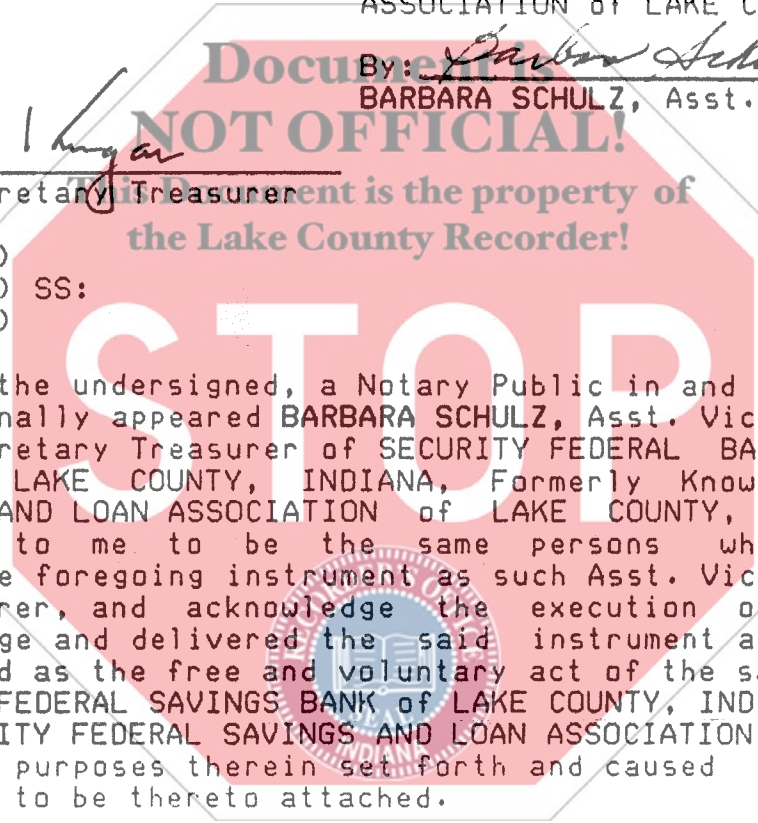 ASSOCIATION of LAKE C
Document is
By: Barbara
BARBARA SCHULZ, Asst.
NOT OFFICIAL!
retary Treasurer
This Document is the property of
the Lake County Recorder!
)
) SS:
)
STOP
the undersigned, a Notary Public in and
nally appeared BARBARA SCHULZ, Asst. Vic
retary Treasurer of SECURITY FEDERAL BA
LAKE COUNTY, INDIANA, Formerly Know
AND LOAN ASSOCIATION of LAKE COUNTY,
to me to be the same persons wh
e foregoing instrument as such Asst. Vic
rer, and acknowledge the execution o
ge and delivered the said instrument a
d as the free and voluntary act of the s
FEDERAL SAVINGS BANK of LAKE COUNTY, IND
ITY FEDERAL SAVINGS AND LOAN ASSOCIATION
purposes therein set forth and caused
to be thereto attached.
RECORDER'S OFFICE
SEAL
INDIANA